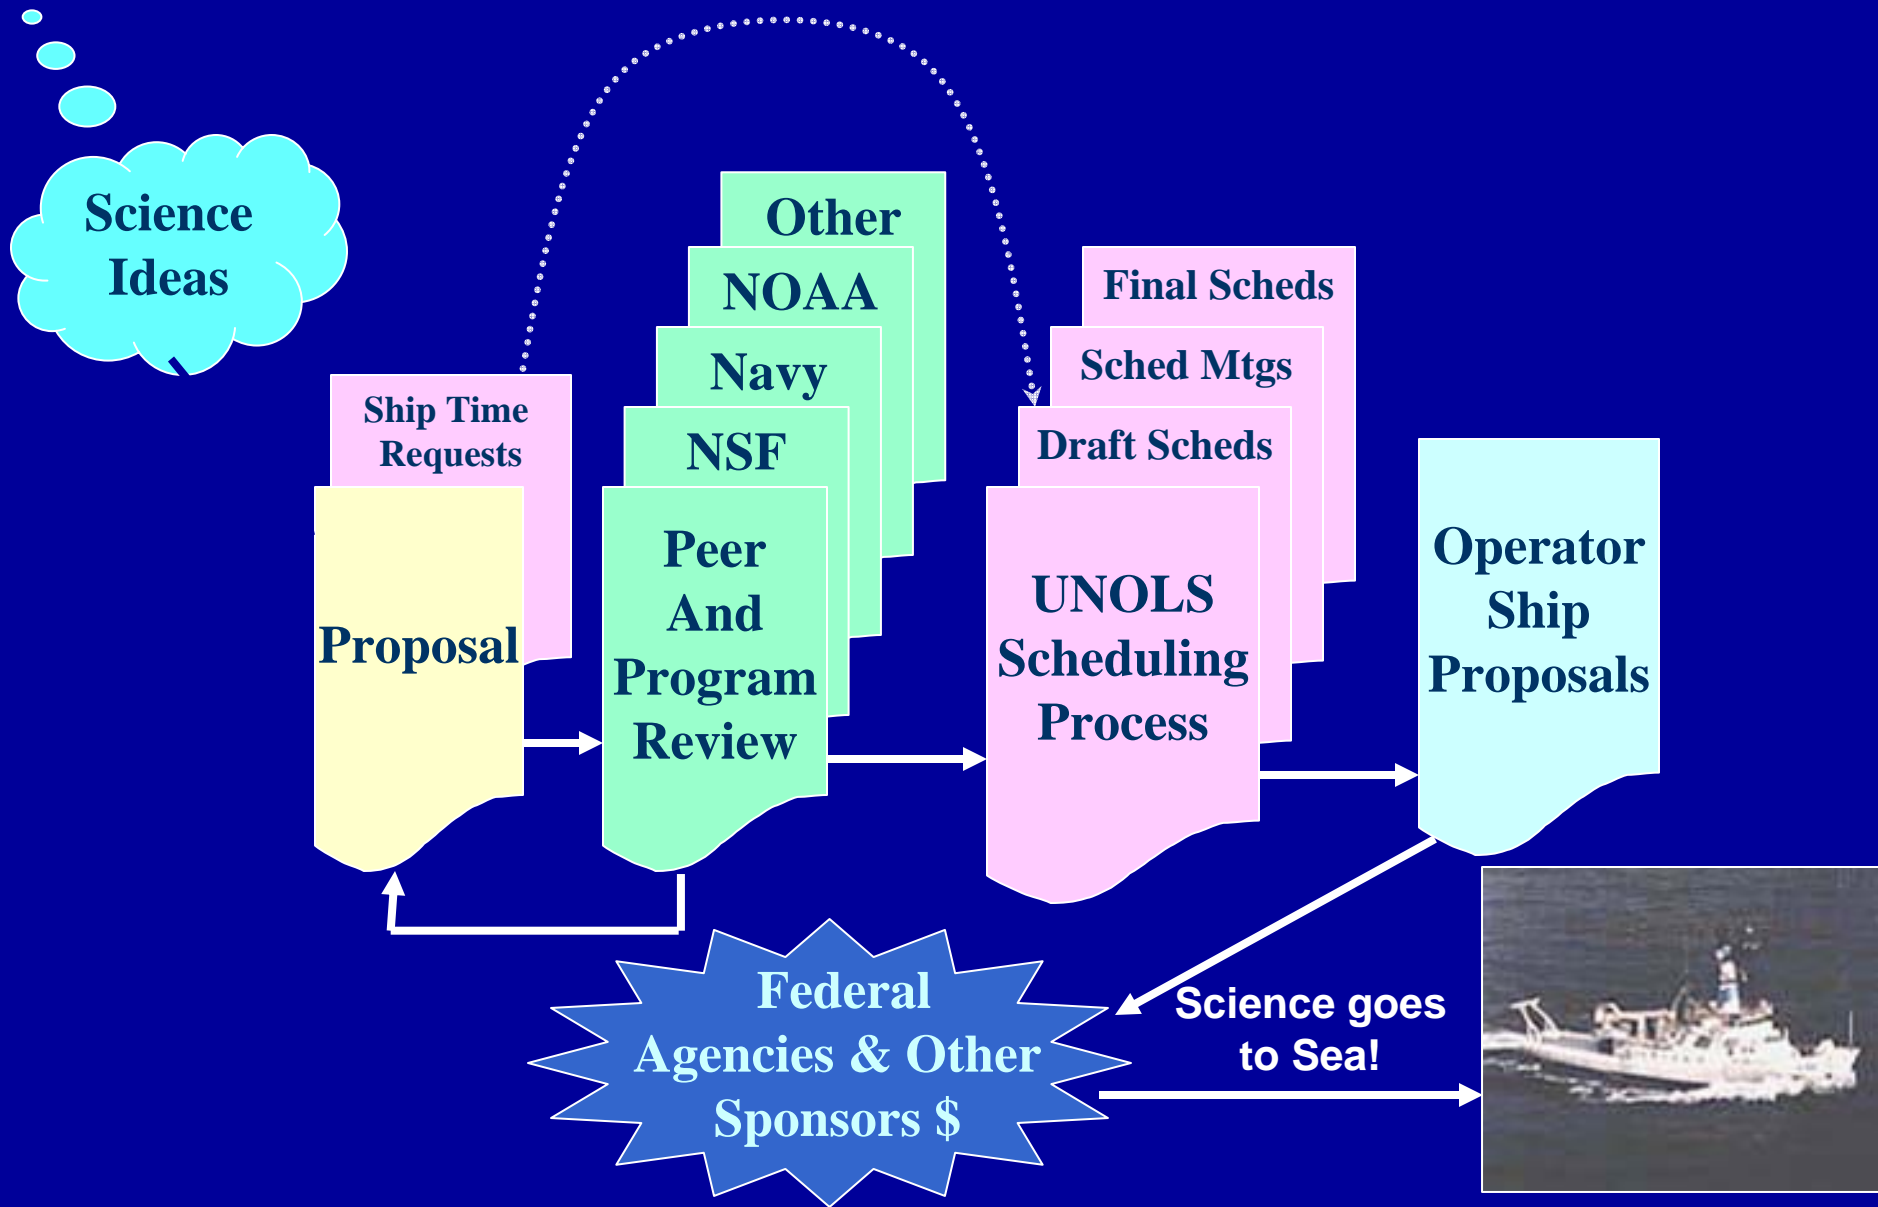 Science
Ideas
Ship Time
Requests
Proposal
Other
NOAA
Navy
NSF
Peer
And
Program
Review
Final Scheds
Sched Mtgs
Draft Scheds
UNOLS
Scheduling
Process
Operator
Ship
Proposals
Federal
Agencies & Other
Sponsors $
Science goes
to Sea!